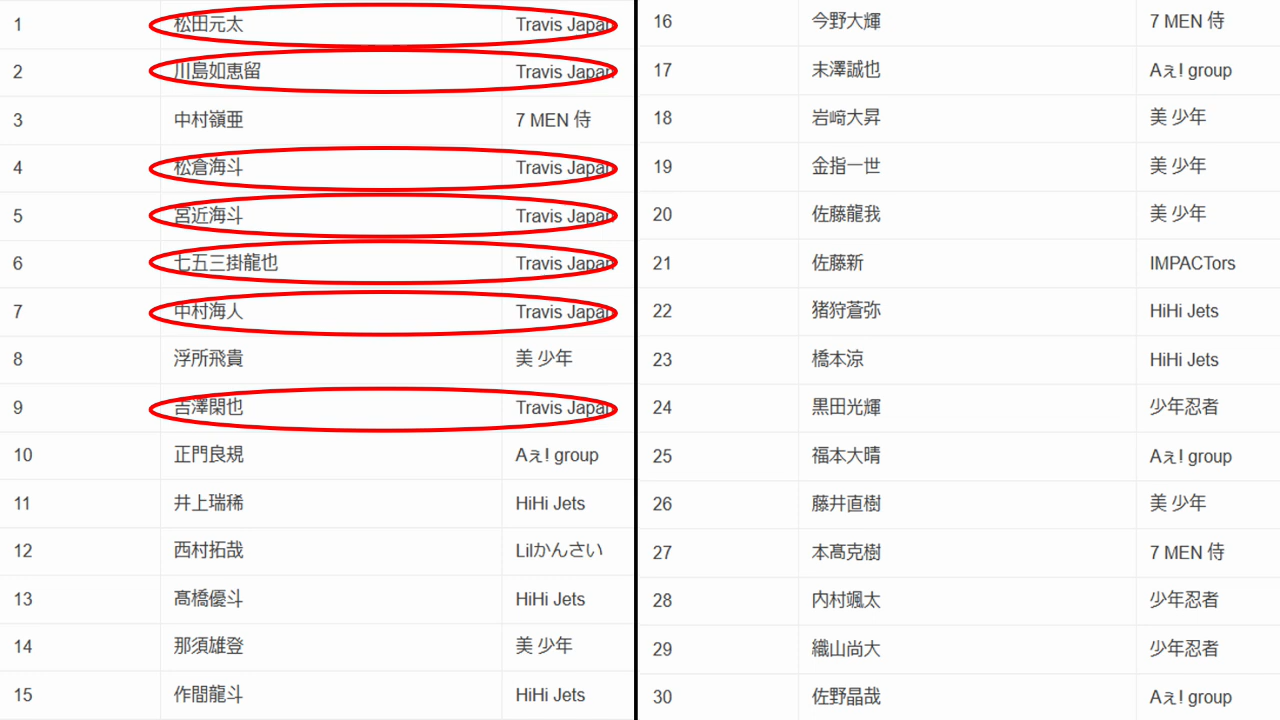 1 松田元太 Travis Japan
2 川島如恵留 Travis Japan
3 中村嶺亜 7 MEN 侍
4 松倉海斗 Travis Japan
5 宮近海斗 Travis Japan
6 七五三掛龍也 Travis Japan
7 中村海人 Travis Japan
8 浮所飛貴 美 少年
9 吉澤閑也 Travis Japan
10 正門良規 Aぇ! group
11 井上瑞稀 HiHi Jets
12 西村拓哉 Lilかんさい
13 髙橋優斗 HiHi Jets
14 那須雄登 美 少年
15 作間龍斗 HiHi Jets
16 今野大輝 7 MEN 侍
17 末澤誠也 Aぇ! group
18 岩﨑大昇 美 少年
19 金指一世 美 少年
20 佐藤龍我 美 少年
21 佐藤新 IMPACTors
22 猪狩蒼弥 HiHi Jets
23 橋本涼 HiHi Jets
24 黒田光輝 少年忍者
25 福本大晴 Aぇ! group
26 藤井直樹 美 少年
27 本髙克樹 7 MEN 侍
28 内村颯太 少年忍者
29 織山尚大 少年忍者
30 佐野晶哉 Aぇ! group